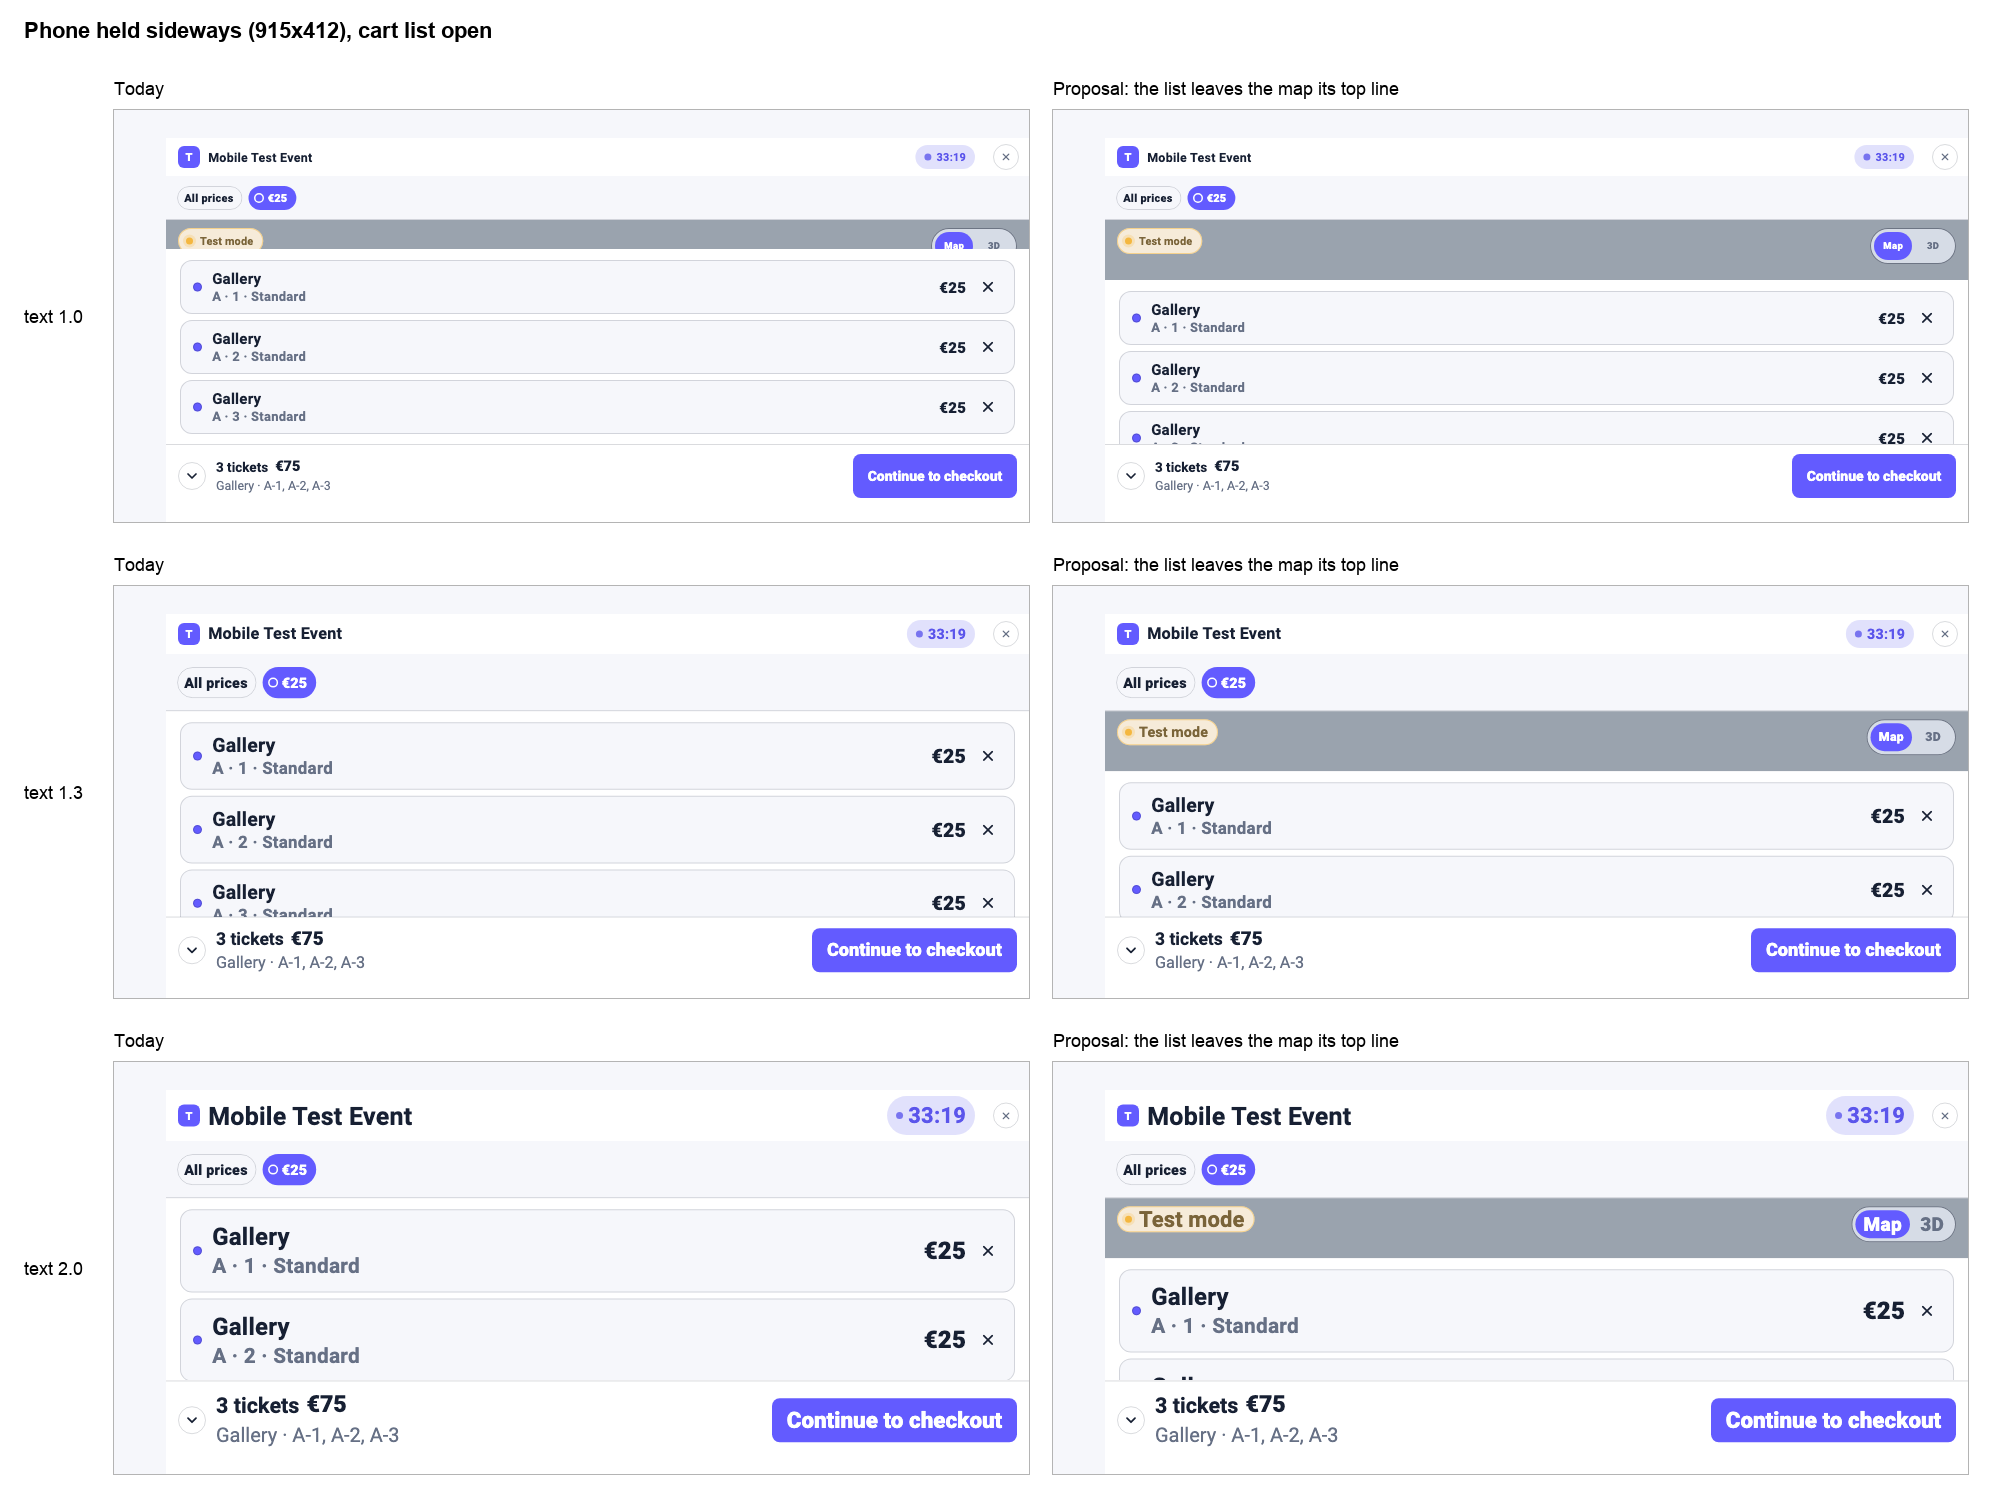 Phone held sideways (915x412), cart list open
Today
Proposal: the list leaves the map its top line
text 1.0
T Mobile Test Event 33:19 ×
All prices €25
Test mode Map 3D
Gallery
A · 1 · Standard €25 ×
Gallery
A · 2 · Standard €25 ×
Gallery
A · 3 · Standard €25 ×
3 tickets €75
Gallery · A-1, A-2, A-3
Continue to checkout
T Mobile Test Event 33:19 ×
All prices €25
Test mode Map 3D
Gallery
A · 1 · Standard €25 ×
Gallery
A · 2 · Standard €25 ×
Gallery
€25 ×
3 tickets €75
Gallery · A-1, A-2, A-3
Continue to checkout
Today
Proposal: the list leaves the map its top line
text 1.3
T Mobile Test Event 33:19 ×
All prices €25
Gallery
A · 1 · Standard €25 ×
Gallery
A · 2 · Standard €25 ×
Gallery
A · 3 · Standard €25 ×
3 tickets €75
Gallery · A-1, A-2, A-3
Continue to checkout
T Mobile Test Event 33:19 ×
All prices €25
Test mode Map 3D
Gallery
A · 1 · Standard €25 ×
Gallery
A · 2 · Standard €25 ×
3 tickets €75
Gallery · A-1, A-2, A-3
Continue to checkout
Today
Proposal: the list leaves the map its top line
text 2.0
T Mobile Test Event 33:19 ×
All prices €25
Gallery
A · 1 · Standard €25 ×
Gallery
A · 2 · Standard €25 ×
3 tickets €75
Gallery · A-1, A-2, A-3
Continue to checkout
T Mobile Test Event 33:19 ×
All prices €25
Test mode Map 3D
Gallery
A · 1 · Standard €25 ×
3 tickets €75
Gallery · A-1, A-2, A-3
Continue to checkout